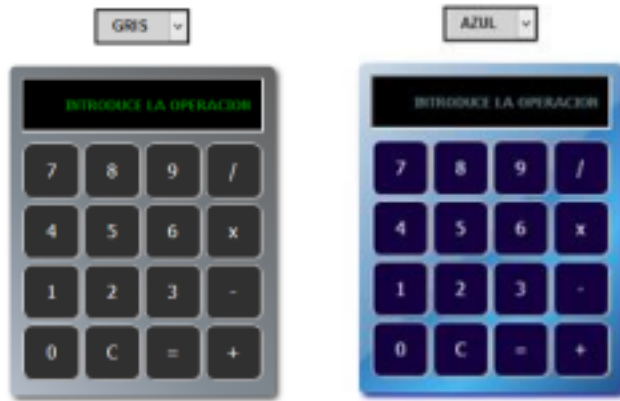 GRIS
INTRODUCE LA OPERACION
7 8 9 /
4 5 6 x
1 2 3 -
0 C = +
AZUL
INTRODUCE LA OPERACION
7 8 9 /
4 5 6 x
1 2 3 -
0 C = +